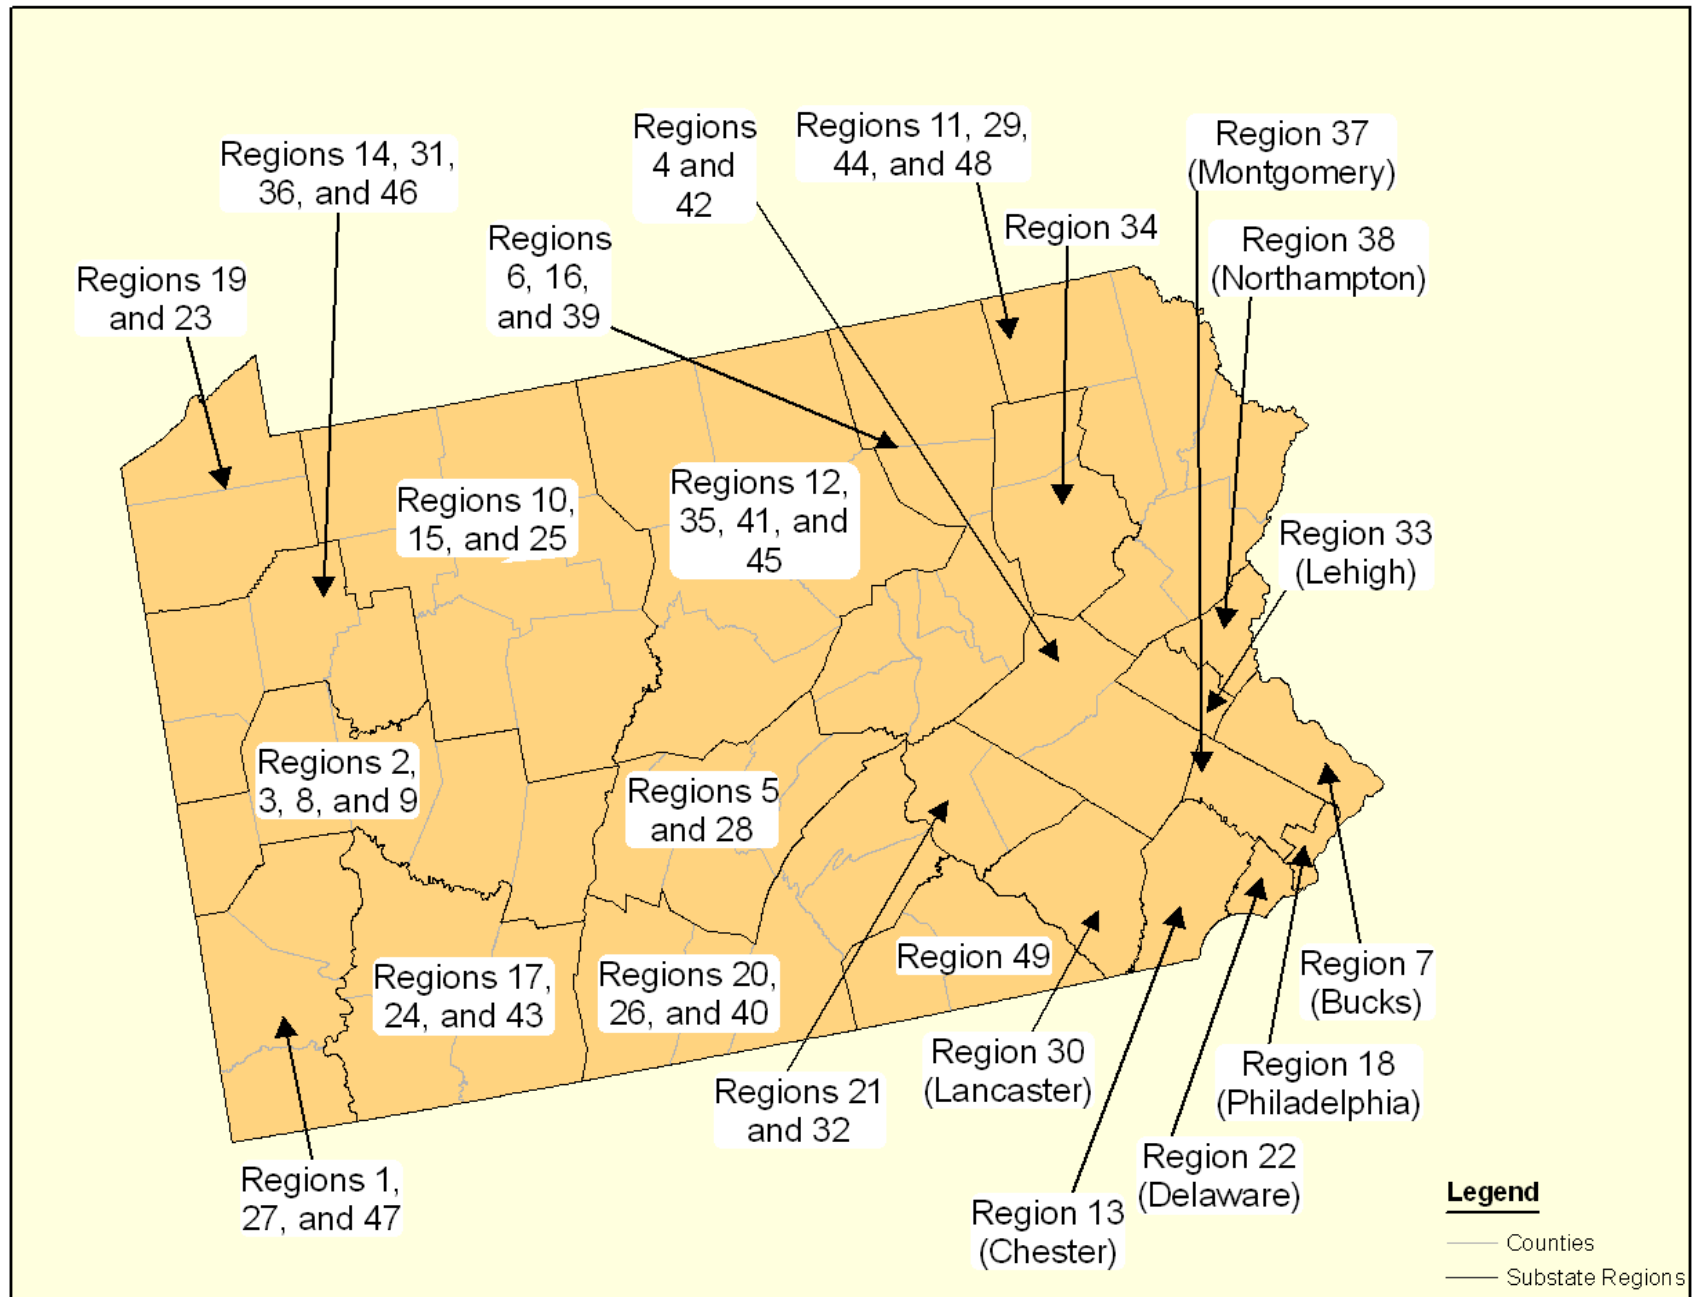 Regions 14, 31,
36, and 46
Regions
4 and
42
Regions 11, 29,
44, and 48
Region 37
(Montgomery)
Regions 19
and 23
Regions
6, 16,
and 39
Region 34
Region 38
(Northampton)
Regions 10,
15, and 25
Regions 12,
35, 41, and
45
Region 33
(Lehigh)
Regions 2,
3, 8, and 9
Regions 5
and 28
Regions 17,
24, and 43
Regions 20,
26, and 40
Region 49
Region 7
(Bucks)
Regions 21
and 32
Region 30
(Lancaster)
Region 18
(Philadelphia)
Regions 1,
27, and 47
Region 13
(Chester)
Region 22
(Delaware)
Legend
Counties
Substate Regions